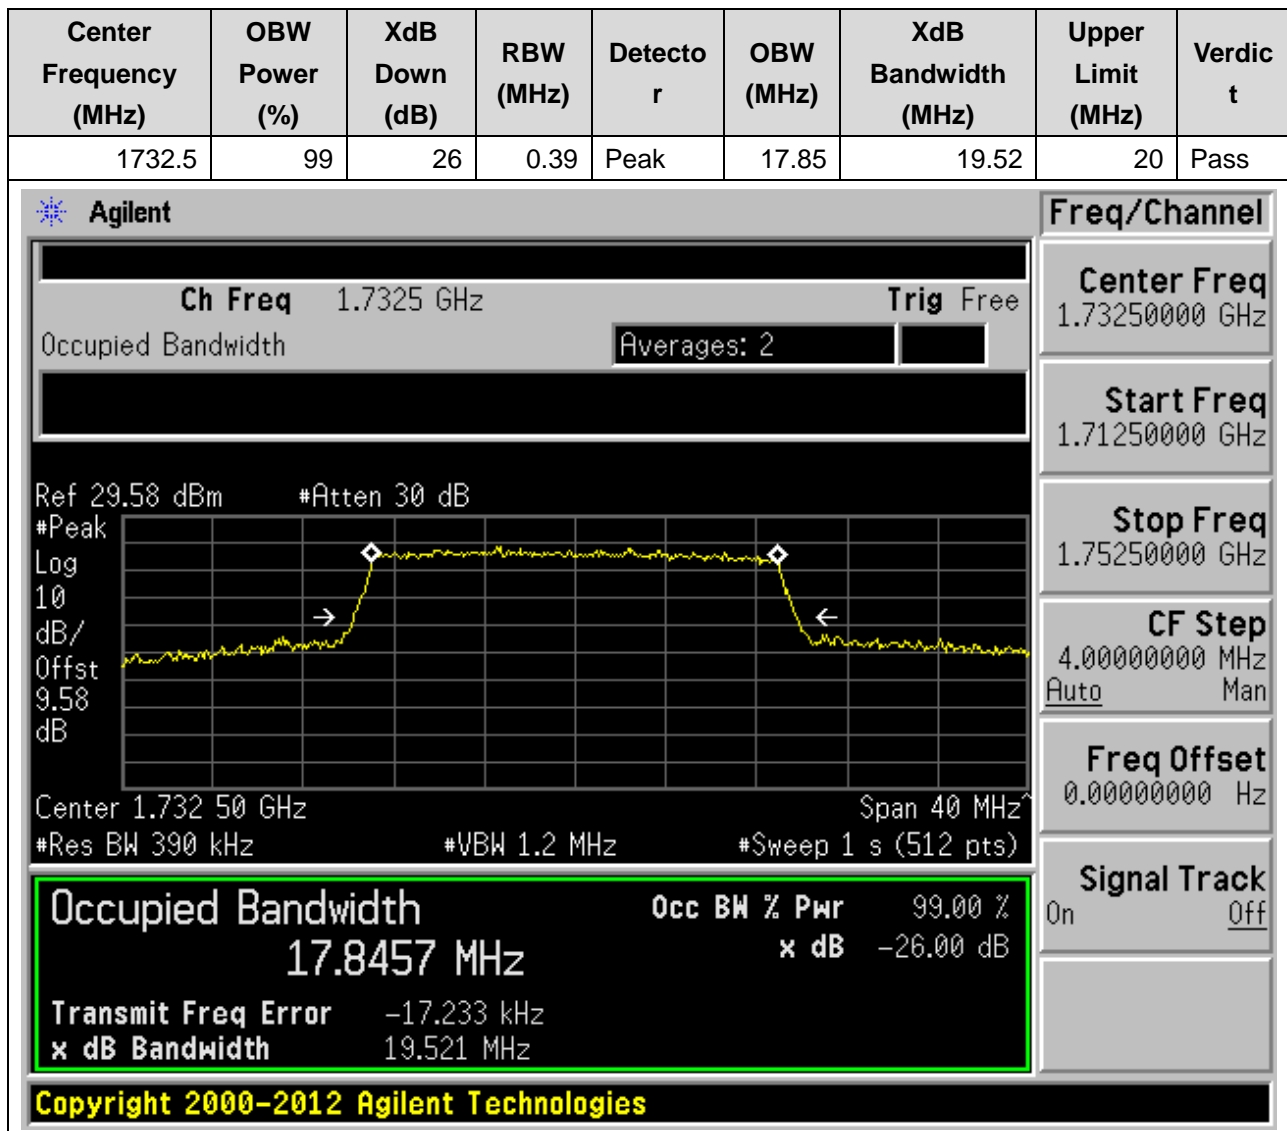 Center Frequency (MHz) OBW Power (%) XdB Down (dB) RBW (MHz) Detector OBW (MHz) XdB Bandwidth (MHz) Upper Limit (MHz) Verdict
1732.5 99 26 0.39 Peak 17.85 19.52 20 Pass
Agilent
Freq/Channel
Ch Freq 1.7325 GHz Trig Free
Occupied Bandwidth Averages: 2
Center Freq
1.73250000 GHz
Start Freq
1.71250000 GHz
Stop Freq
1.75250000 GHz
CF Step
4.00000000 MHz
Auto Man
Freq Offset
0.00000000 Hz
Signal Track
On Off
Ref 29.58 dBm #Atten 30 dB
#Peak
Log
10
dB/
Offst
9.58
dB
Center 1.732 50 GHz Span 40 MHz^
#Res BW 390 kHz #VBW 1.2 MHz #Sweep 1 s (512 pts)
Occupied Bandwidth Occ BW % Pwr 99.00 %
17.8457 MHz x dB -26.00 dB
Transmit Freq Error -17.233 kHz
x dB Bandwidth 19.521 MHz
Copyright 2000-2012 Agilent Technologies